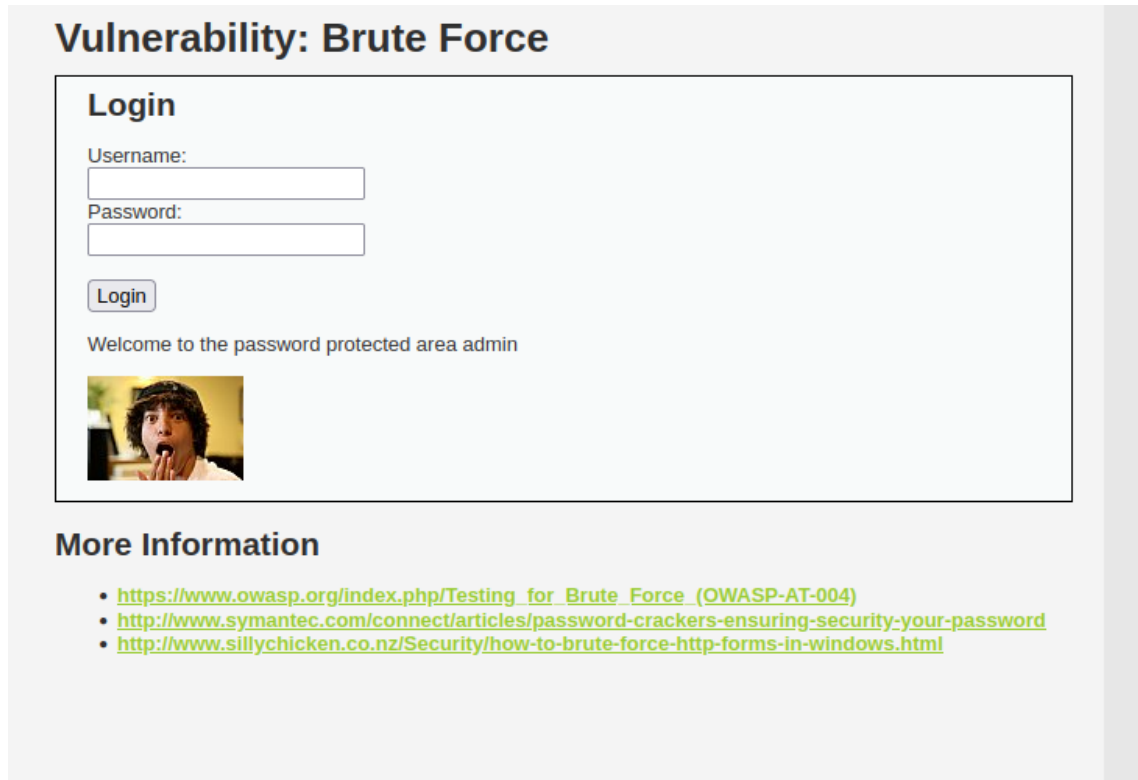 Vulnerability: Brute Force
Login
Username:
Password:
Login
Welcome to the password protected area admin
More Information
https://www.owasp.org/index.php/Testing_for_Brute_Force_(OWASP-AT-004)
http://www.symantec.com/connect/articles/password-crackers-ensuring-security-your-password
http://www.sillychicken.co.nz/Security/how-to-brute-force-http-forms-in-windows.html